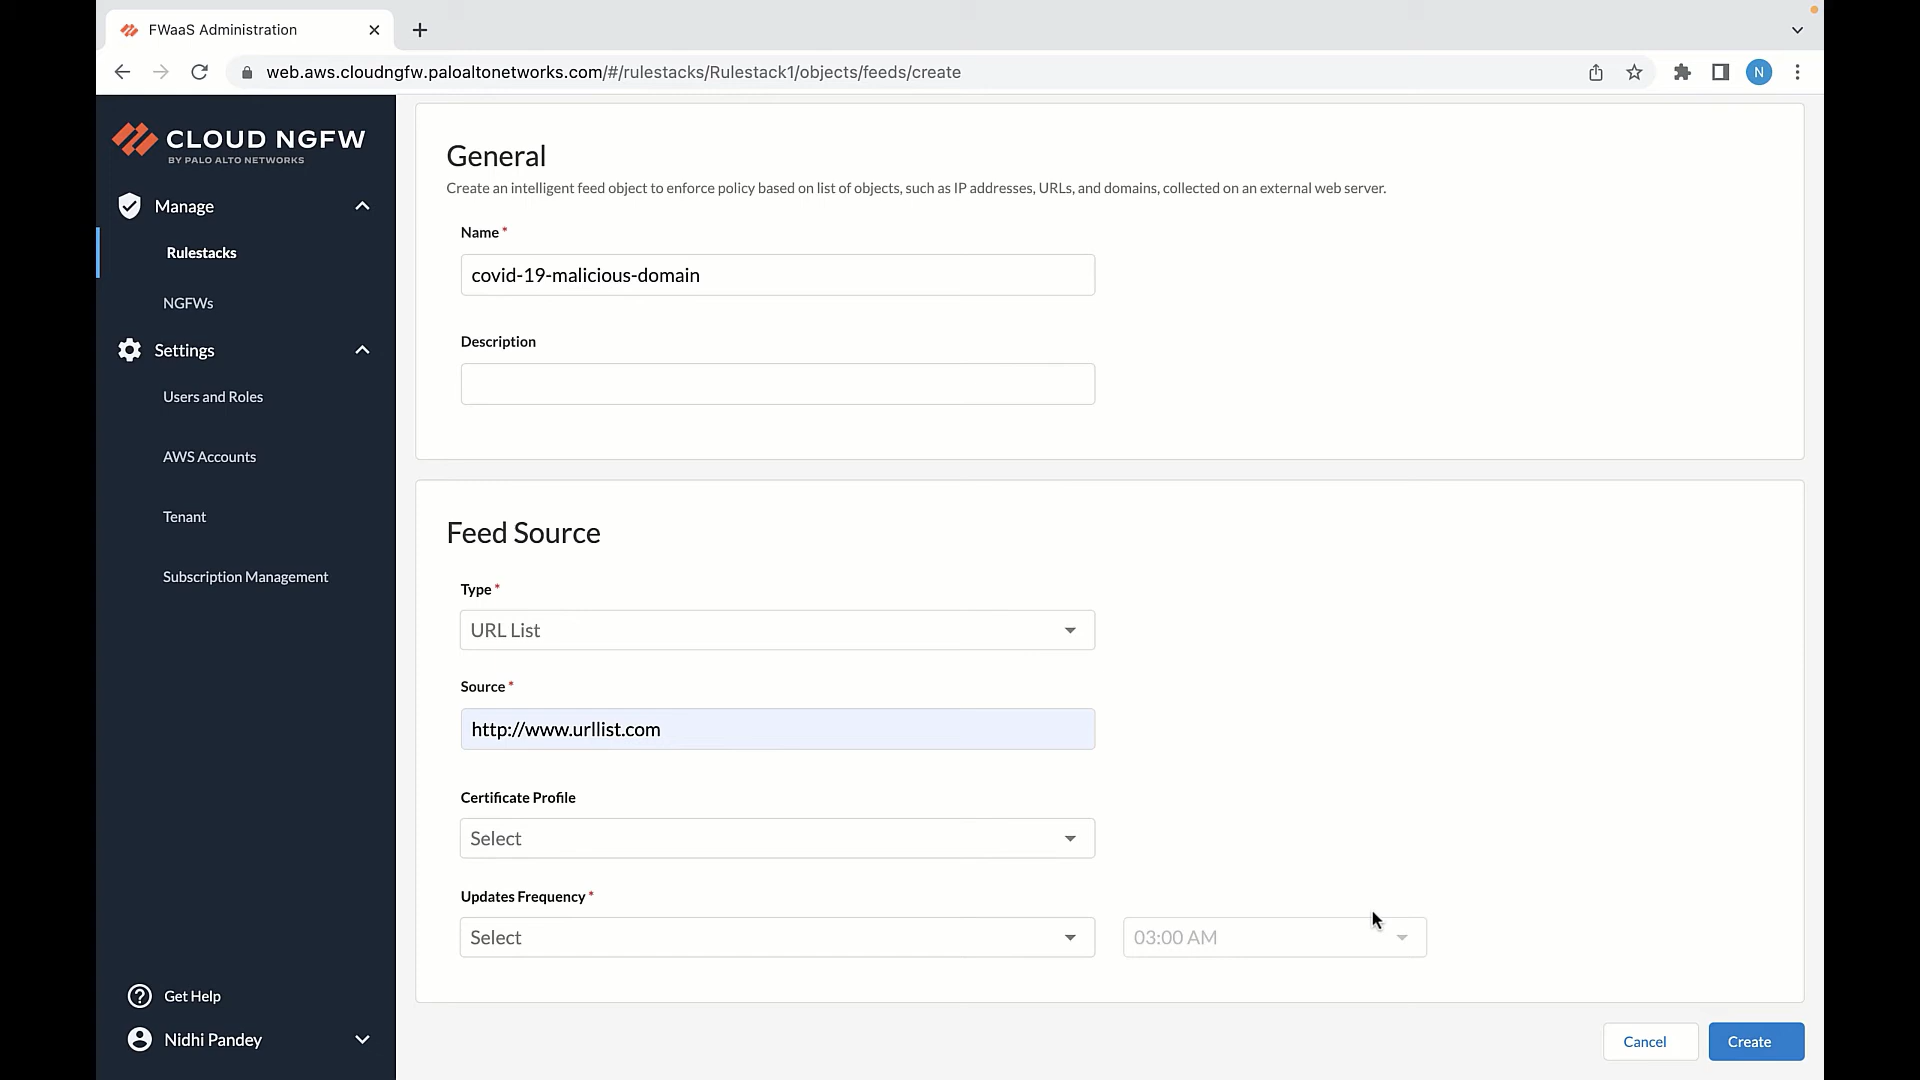 FWaaS Administration
web.aws.cloudngfw.paloaltonetworks.com/#/rulestacks/Rulestack1/objects/feeds/create
N
CLOUD NGFW
BY PALO ALTO NETWORKS
Manage
Rulestacks
NGFWs
Settings
Users and Roles
AWS Accounts
Tenant
Subscription Management
Get Help
Nidhi Pandey
General
Create an intelligent feed object to enforce policy based on list of objects, such as IP addresses, URLs, and domains, collected on an external web server.
Name *
covid-19-malicious-domain
Description
Feed Source
Type *
URL List
Source *
http://www.urllist.com
Certificate Profile
Select
Updates Frequency *
Select
03:00 AM
Cancel
Create